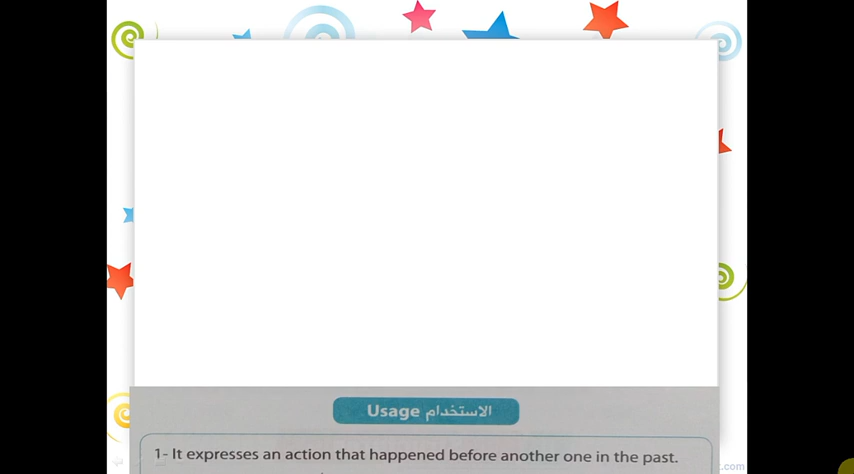 Usage الاستخدام
1- It expresses an action that happened before another one in the past.